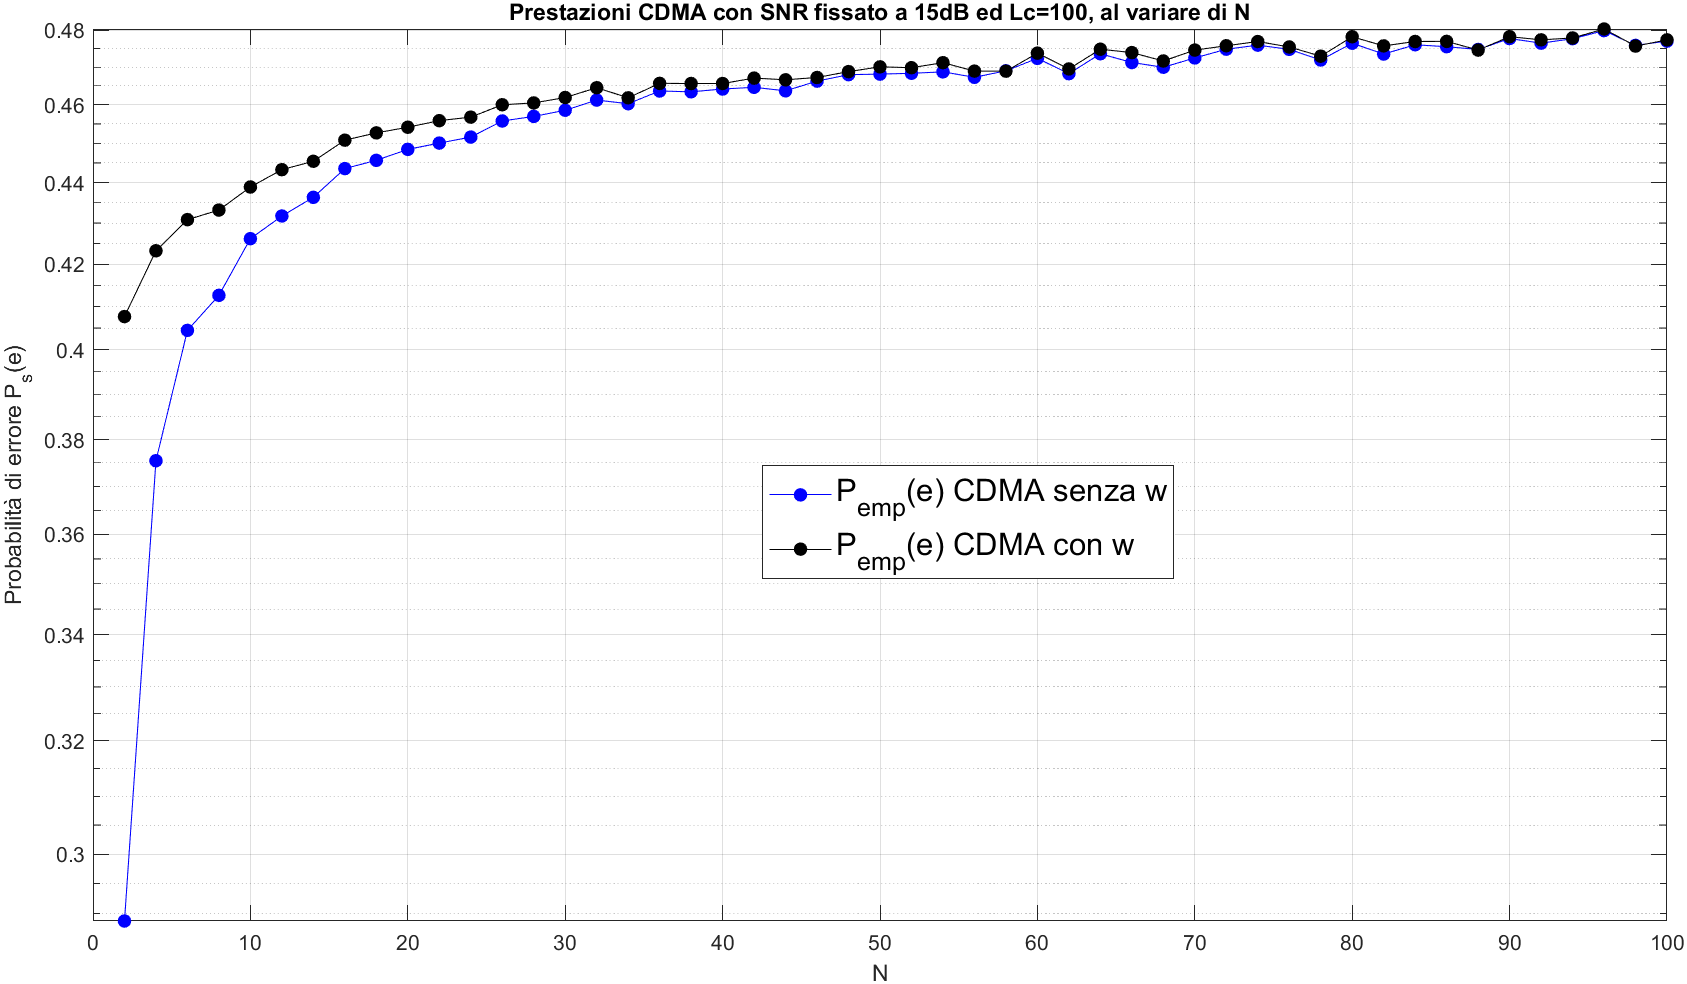 Prestazioni CDMA con SNR fissato a 15dB ed Lc=100, al variare di N
Probabilità di errore P_s(e)
0.48
0.46
0.44
0.42
0.4
0.38
0.36
0.34
0.32
0.3
P_emp(e) CDMA senza w
P_emp(e) CDMA con w
0 10 20 30 40 50 60 70 80 90 100
N